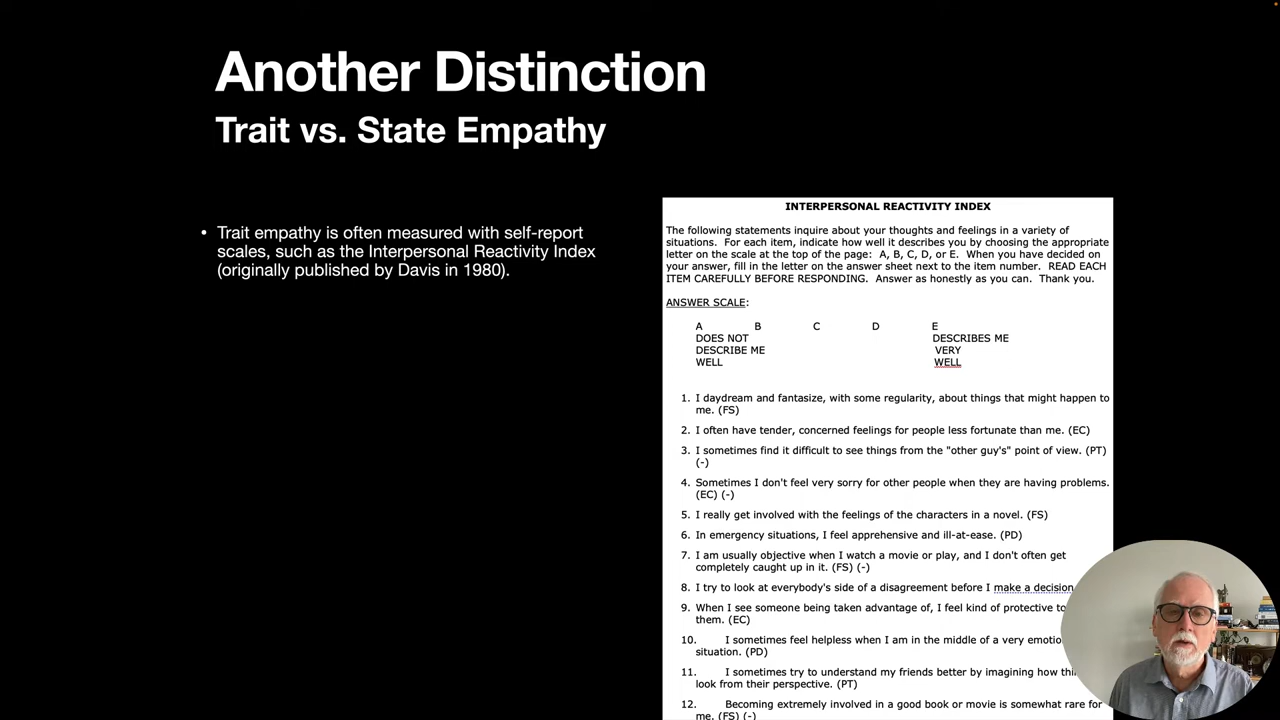 Another Distinction
Trait vs. State Empathy
• Trait empathy is often measured with self-report
scales, such as the Interpersonal Reactivity Index
(originally published by Davis in 1980).
INTERPERSONAL REACTIVITY INDEX
The following statements inquire about your thoughts and feelings in a variety of
situations. For each item, indicate how well it describes you by choosing the appropriate
letter on the scale at the top of the page: A, B, C, D, or E. When you have decided on
your answer, fill in the letter on the answer sheet next to the item number. READ EACH
ITEM CAREFULLY BEFORE RESPONDING. Answer as honestly as you can. Thank you.
ANSWER SCALE:
A B C D E
DOES NOT DESCRIBES ME
DESCRIBE ME VERY
WELL WELL
1. I daydream and fantasize, with some regularity, about things that might happen to
me. (FS)
2. I often have tender, concerned feelings for people less fortunate than me. (EC)
3. I sometimes find it difficult to see things from the "other guy's" point of view. (PT)
(-)
4. Sometimes I don't feel very sorry for other people when they are having problems.
(EC) (-)
5. I really get involved with the feelings of the characters in a novel. (FS)
6. In emergency situations, I feel apprehensive and ill-at-ease. (PD)
7. I am usually objective when I watch a movie or play, and I don't often get
completely caught up in it. (FS) (-)
8. I try to look at everybody's side of a disagreement before I make a decision
9. When I see someone being taken advantage of, I feel kind of protective
them. (EC)
10. I sometimes feel helpless when I am in the middle of a very
situation. (PD)
11. I sometimes try to understand my friends better by imagining how
look from their perspective. (PT)
12. Becoming extremely involved in a good book or movie is somewhat rare for
me. (FS) (-)